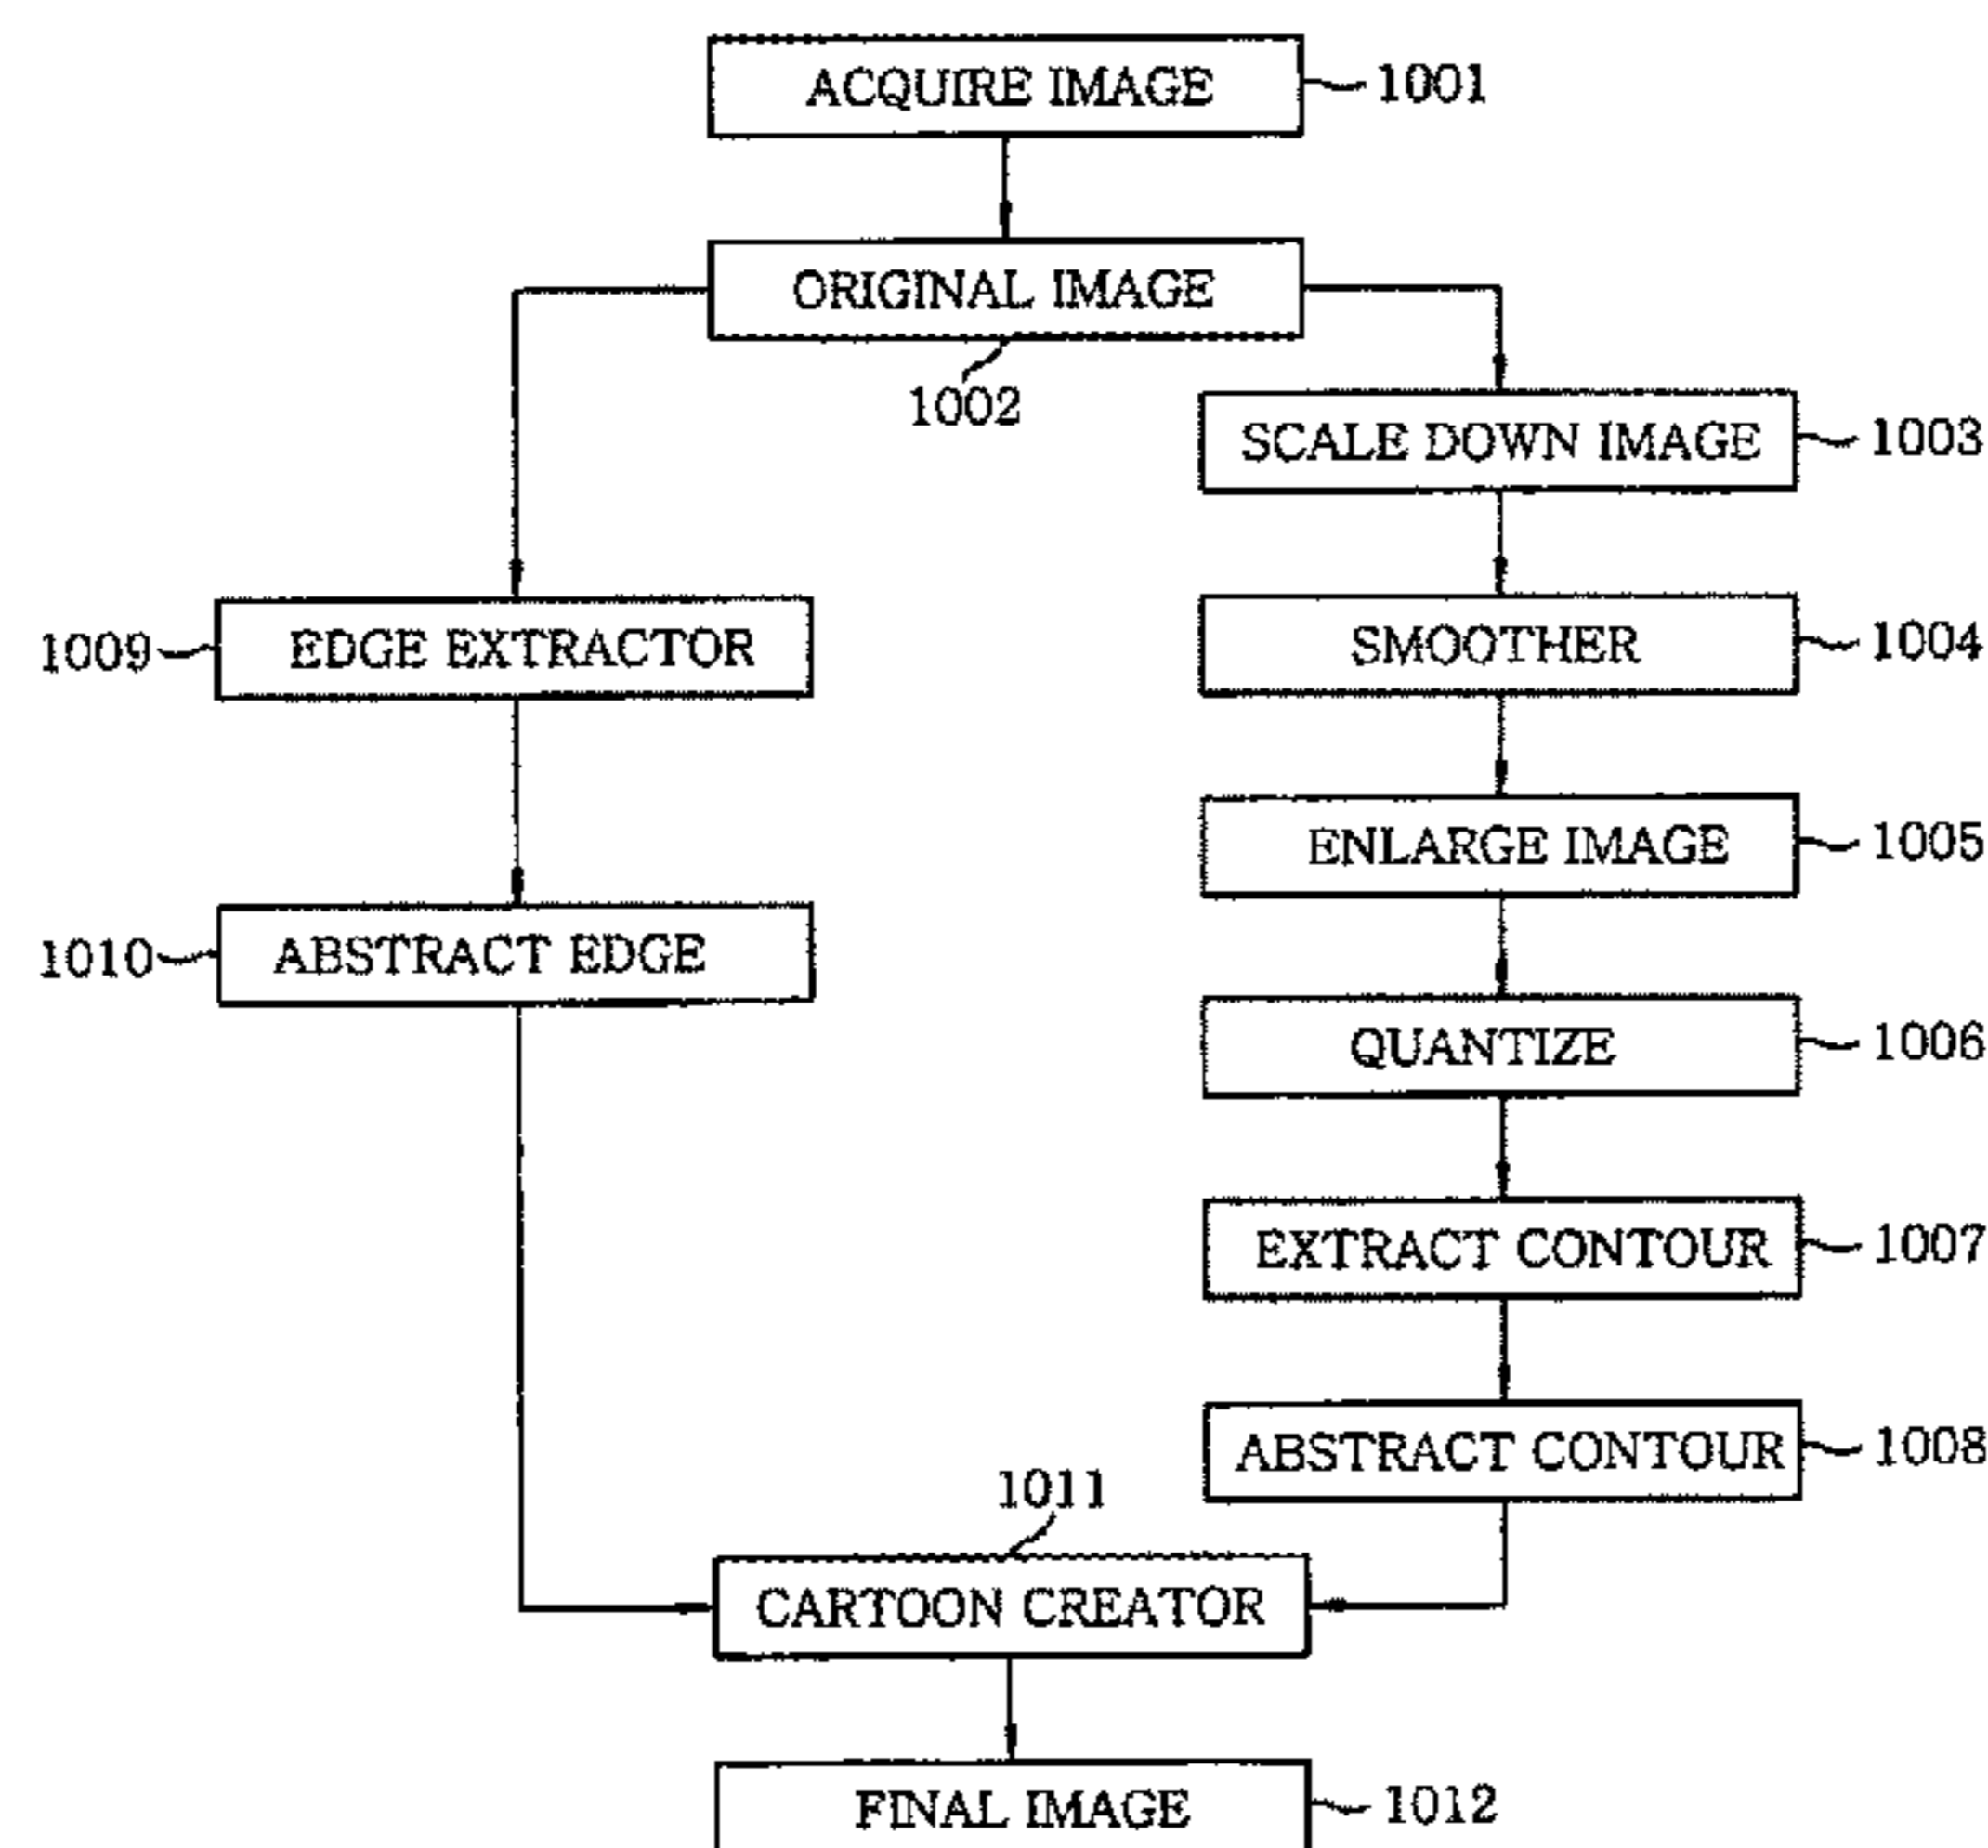 ACQUIRE IMAGE 1001
ORIGINAL IMAGE
1002
SCALE DOWN IMAGE 1003
1009 EDGE EXTRACTOR
SMOOTHER 1004
ENLARGE IMAGE 1005
1010 ABSTRACT EDGE
QUANTIZE 1006
EXTRACT CONTOUR 1007
ABSTRACT CONTOUR 1008
1011
CARTOON CREATOR
FINAL IMAGE 1012